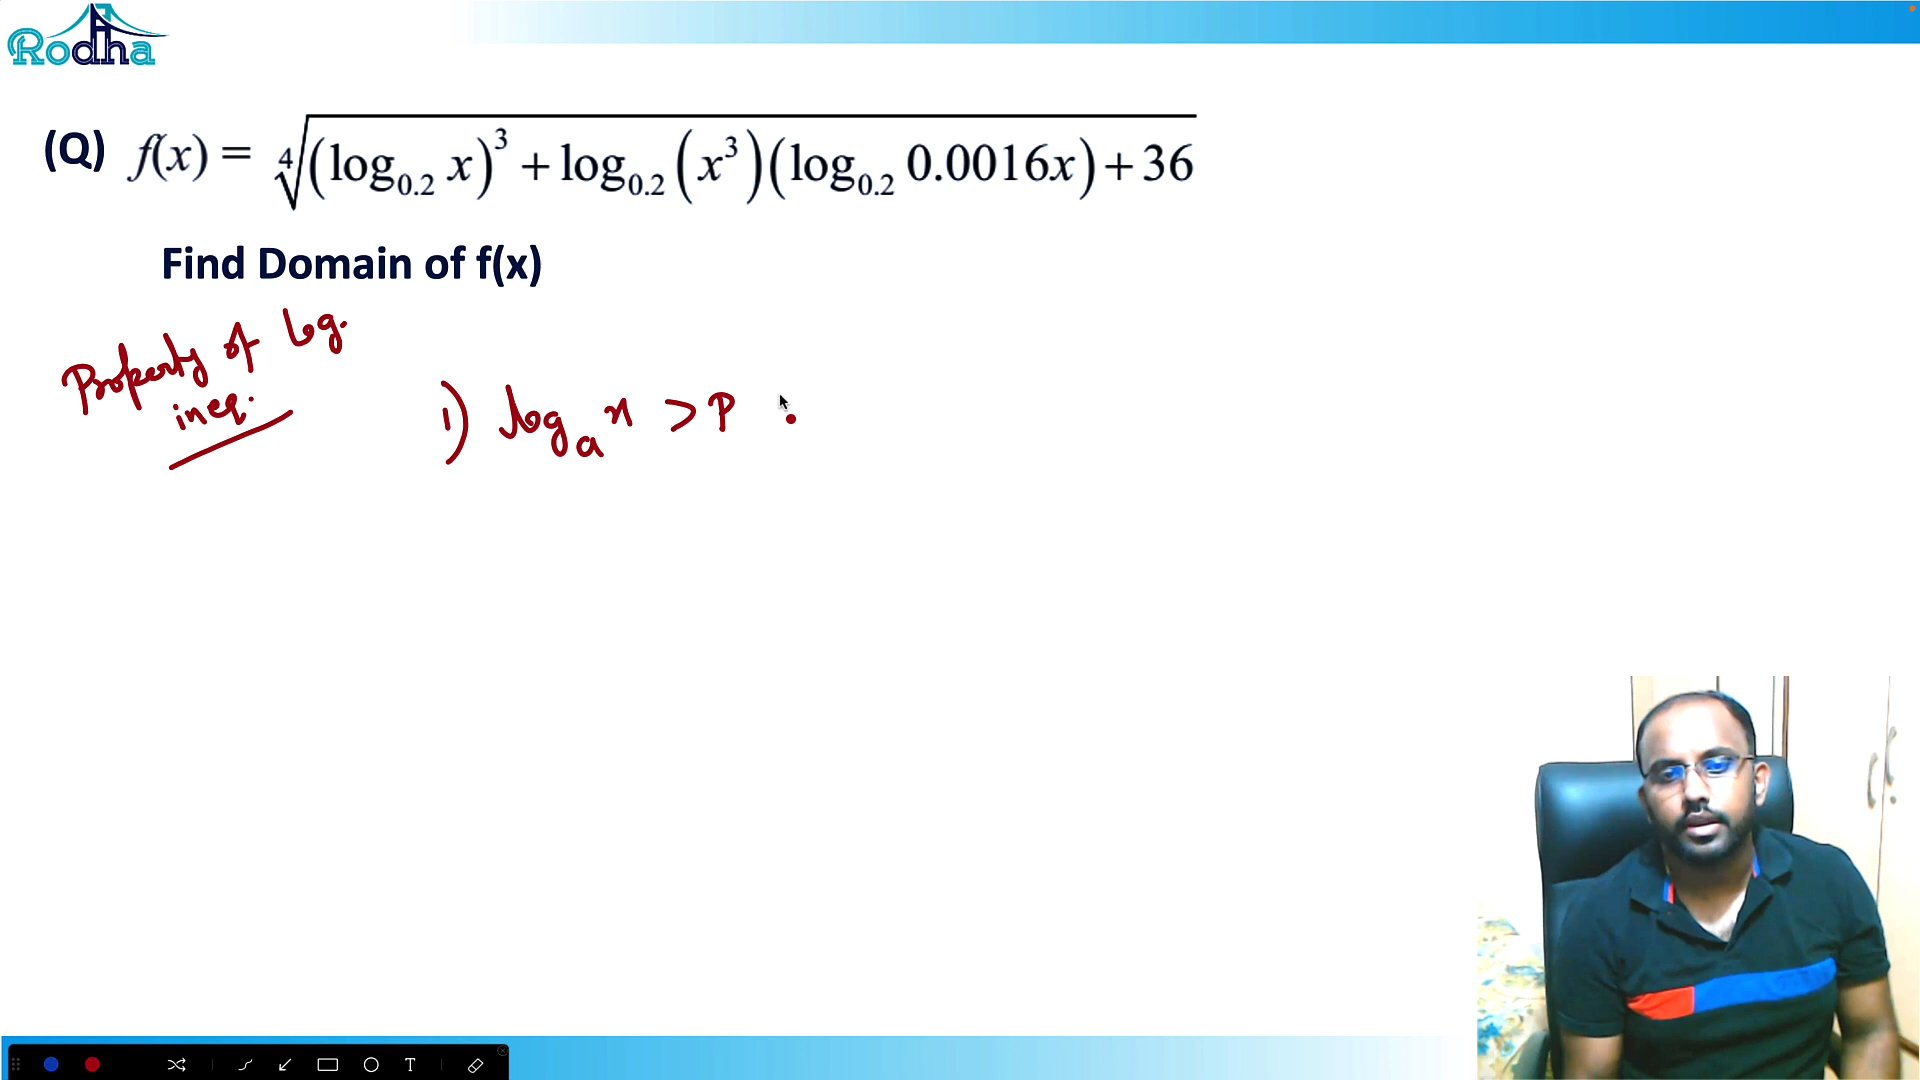 Rodha
(Q) f(x) = ∜((log₀.₂ x)³ + log₀.₂ (x³)(log₀.₂ 0.0016x) + 36)
Find Domain of f(x)
Property of log.
ineq.
1) logₐ x > P :
T